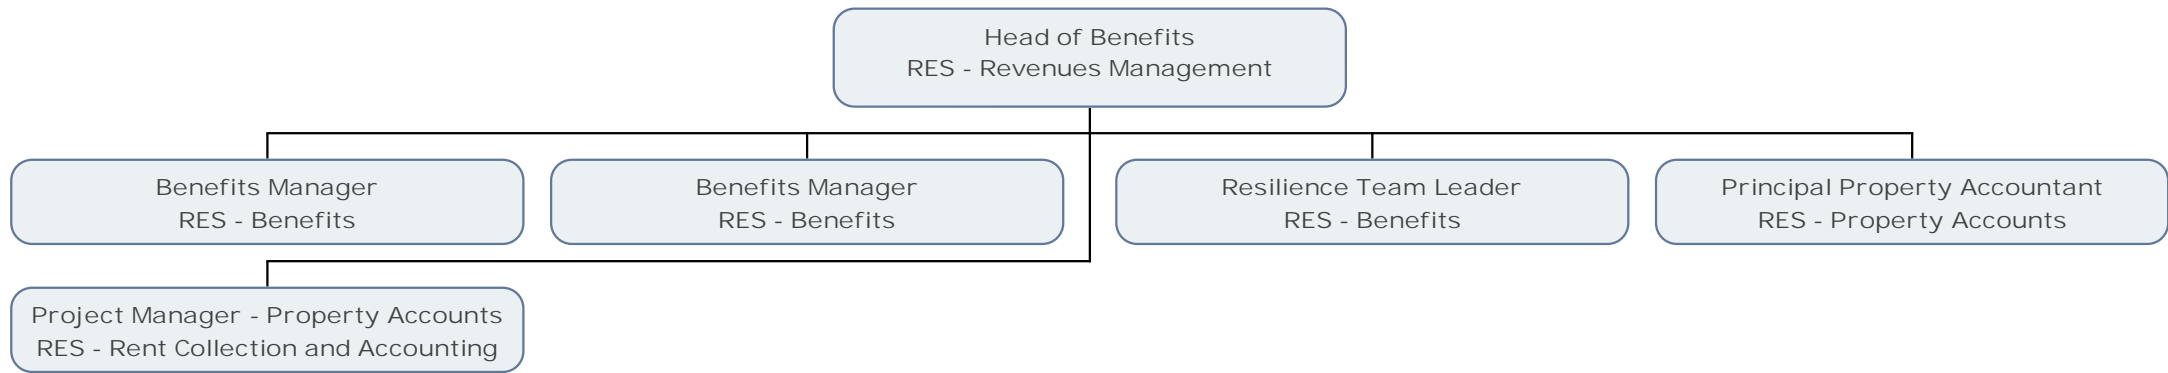 Head of Benefits
RES - Revenues Management
Benefits Manager
RES - Benefits
Benefits Manager
RES - Benefits
Resilience Team Leader
RES - Benefits
Principal Property Accountant
RES - Property Accounts
Project Manager - Property Accounts
RES - Rent Collection and Accounting